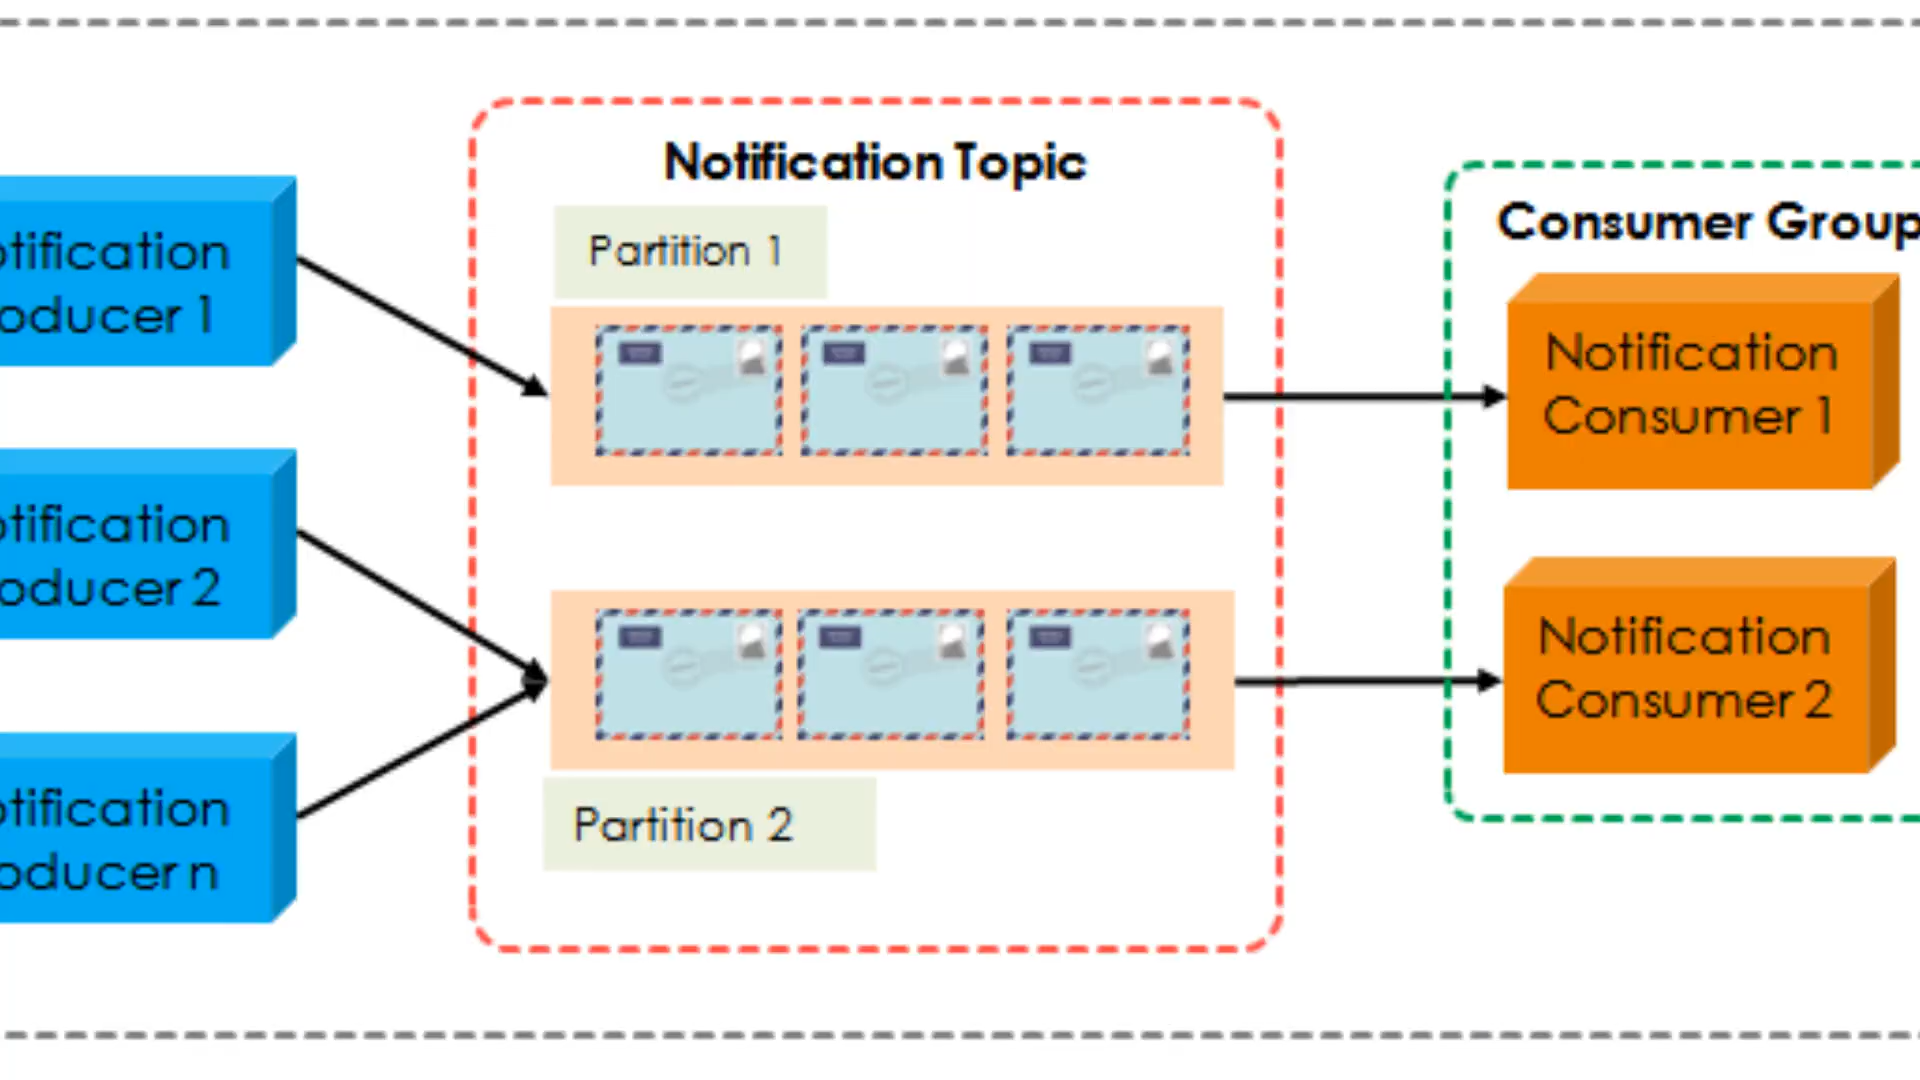 Notification Topic
Partition 1
Consumer Group
otification
oducer 1
Notification
Consumer 1
otification
oducer 2
Notification
Consumer 2
Partition 2
otification
oducer n